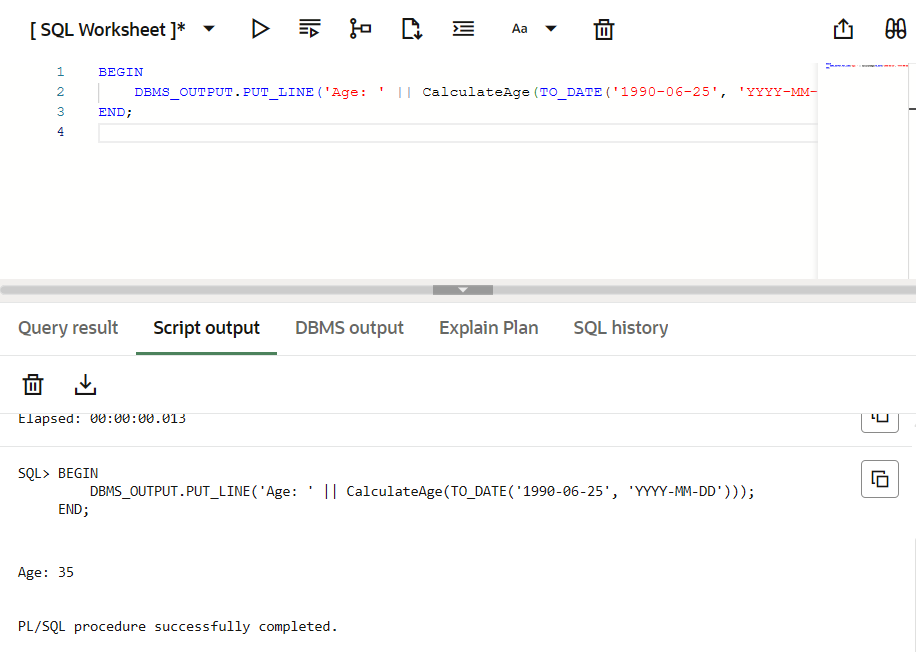 [ SQL Worksheet ]* Aa
1 BEGIN
2 DBMS_OUTPUT.PUT_LINE('Age: ' || CalculateAge(TO_DATE('1990-06-25', 'YYYY-MM-
3 END;
4
Query result Script output DBMS output Explain Plan SQL history
Elapsed: 00:00:00.013
SQL> BEGIN
DBMS_OUTPUT.PUT_LINE('Age: ' || CalculateAge(TO_DATE('1990-06-25', 'YYYY-MM-DD')));
END;
Age: 35
PL/SQL procedure successfully completed.